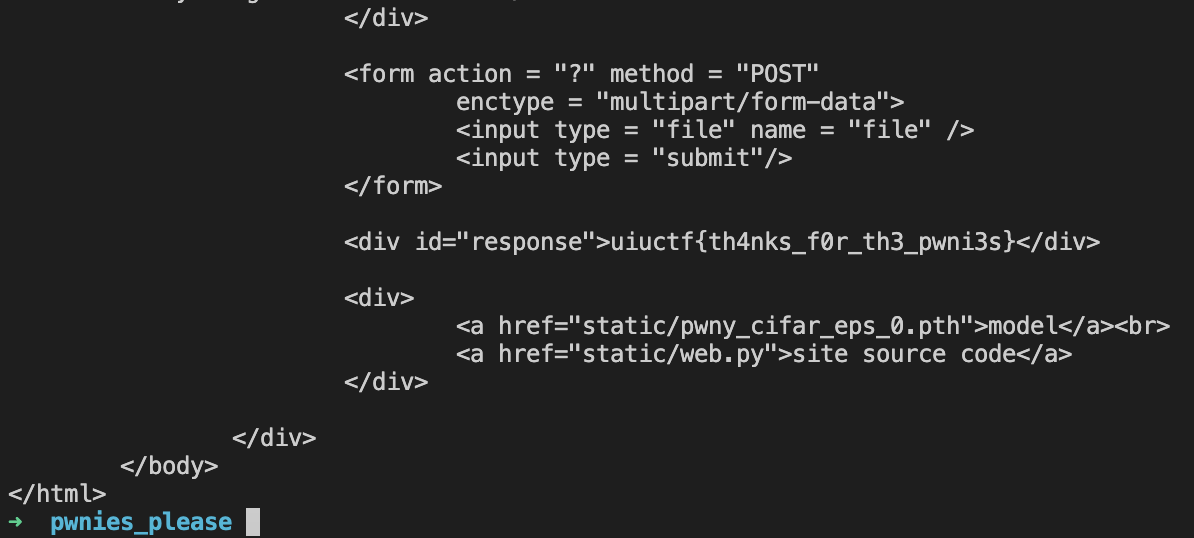 </div>
<form action = "?" method = "POST"
enctype = "multipart/form-data">
<input type = "file" name = "file" />
<input type = "submit"/>
</form>
<div id="response">uiuctf{th4nks_f0r_th3_pwni3s}</div>
<div>
<a href="static/pwny_cifar_eps_0.pth">model</a><br>
<a href="static/web.py">site source code</a>
</div>
</div>
</body>
</html>
➜ pwnies_please